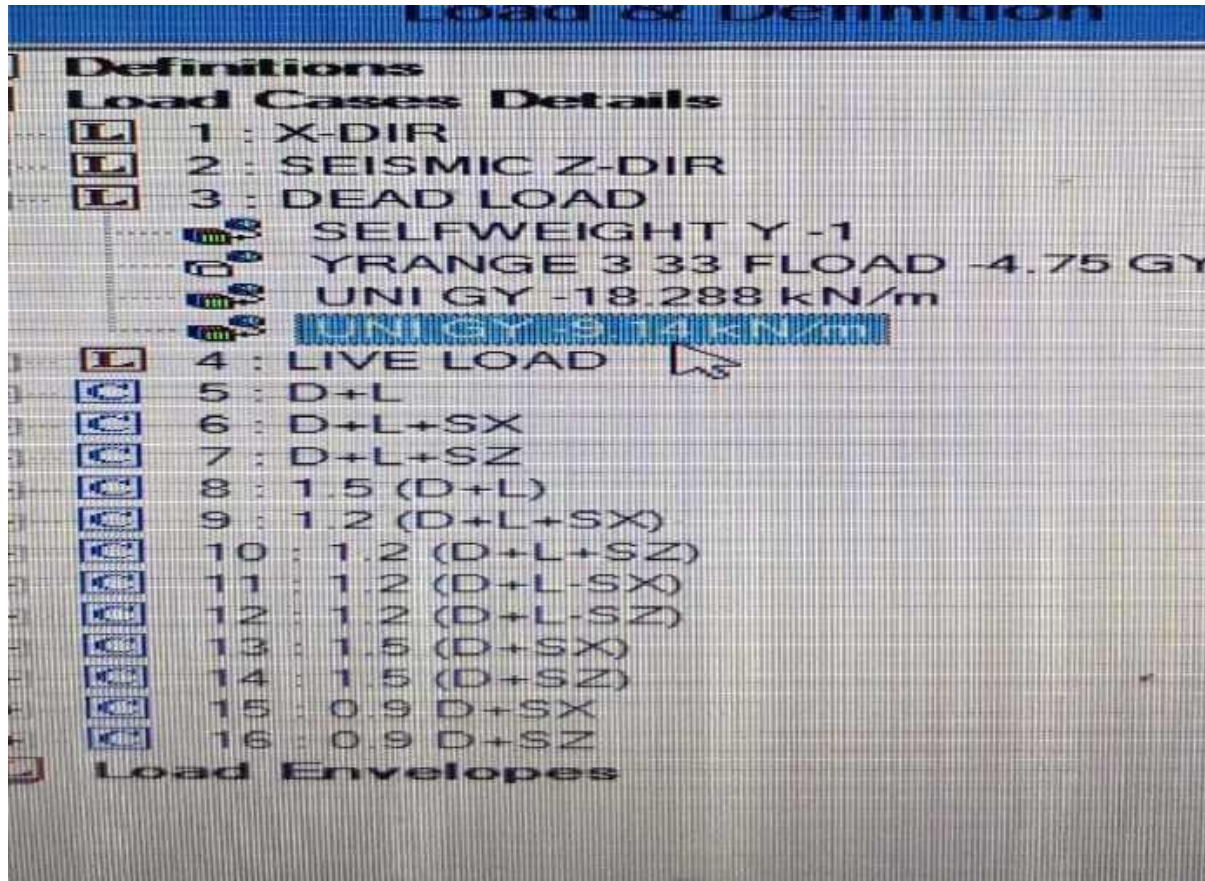 Load & Definition
Definitions
Load Cases Details
L 1 : X-DIR
L 2 : SEISMIC Z-DIR
L 3 : DEAD LOAD
SELFWEIGHT Y -1
YRANGE 3 33 FLOAD -4.75 GY
UNI GY -18.288 kN/m
UNI GY -9.14 kN/m
L 4 : LIVE LOAD
C 5 : D+L
C 6 : D+L+SX
C 7 : D+L+SZ
C 8 : 1.5 (D+L)
C 9 : 1.2 (D+L+SX)
C 10 : 1.2 (D+L+SZ)
C 11 : 1.2 (D+L-SX)
C 12 : 1.2 (D+L-SZ)
C 13 : 1.5 (D+SX)
C 14 : 1.5 (D+SZ)
C 15 : 0.9 D+SX
C 16 : 0.9 D+SZ
Load Envelopes